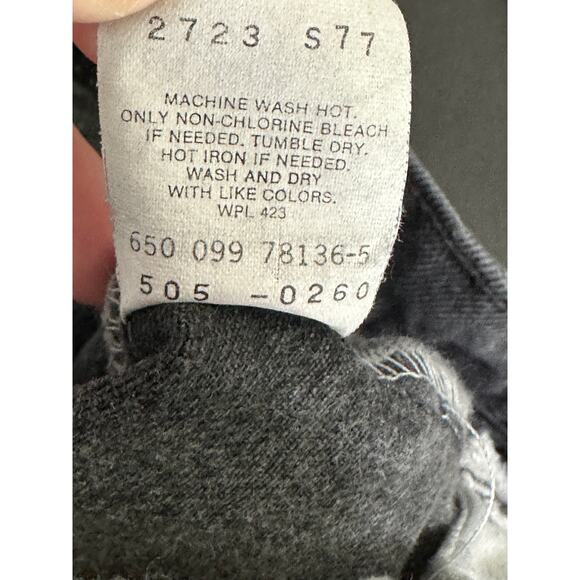 2723 S77
MACHINE WASH HOT.
ONLY NON-CHLORINE BLEACH
IF NEEDED. TUMBLE DRY.
HOT IRON IF NEEDED.
WASH AND DRY
WITH LIKE COLORS.
WPL 423
650 099 78136-5
505 -0260